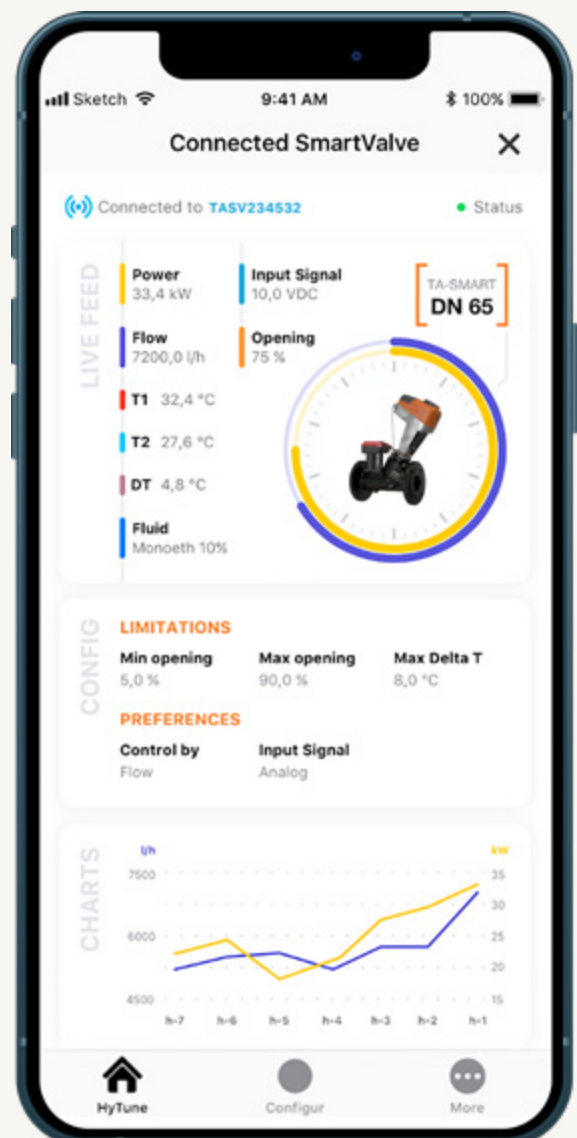 Sketch 9:41 AM 100%
Connected SmartValve
Connected to TASV234532 Status
LIVE FEED
Power Input Signal
33,4 kW 10,0 VDC
TA-SMART
DN 65
Flow Opening
7200,0 l/h 75 %
T1 32,4 °C
T2 27,6 °C
DT 4,8 °C
Fluid
Monoeth 10%
CONFIG
LIMITATIONS
Min opening Max opening Max Delta T
5,0 % 90,0 % 8,0 °C
PREFERENCES
Control by Input Signal
Flow Analog
CHARTS
l/h kW
7500 35
30
6000 25
20
4500 15
h-7 h-6 h-5 h-4 h-3 h-2 h-1
HyTune Configur More